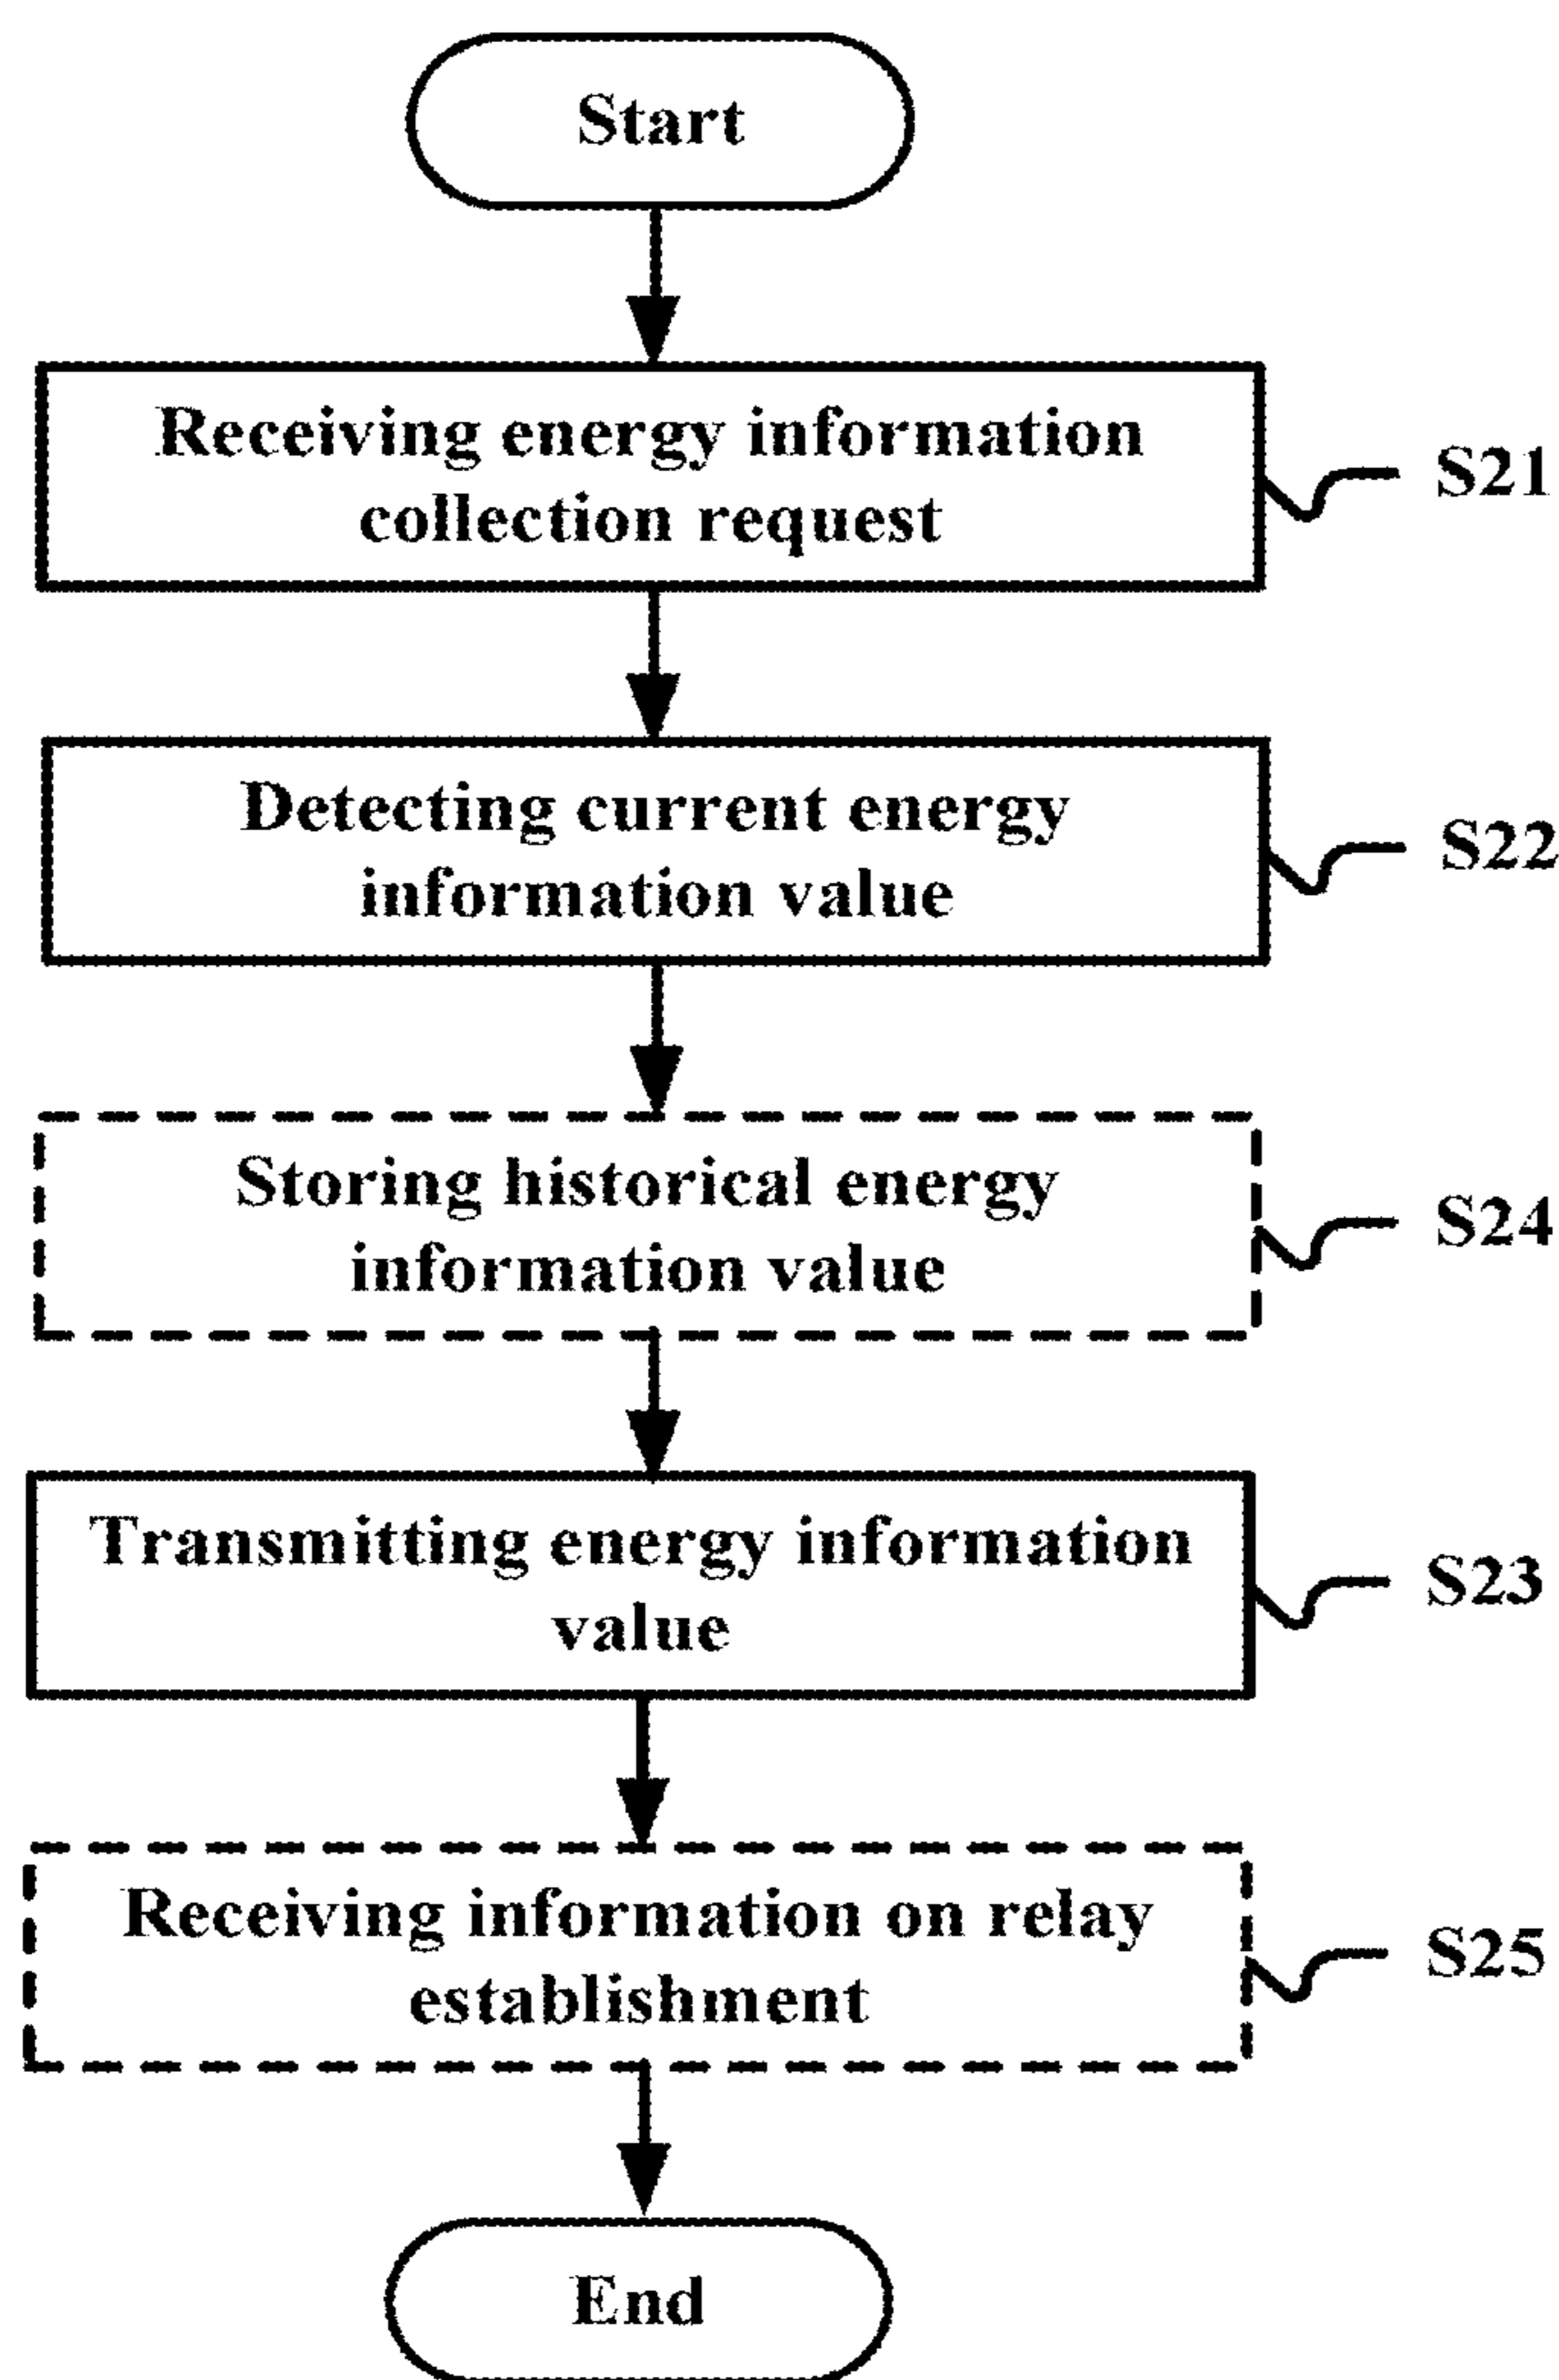 Start
Receiving energy information
collection request
S21
Detecting current energy
information value
S22
Storing historical energy
information value
S24
Transmitting energy information
value
S23
Receiving information on relay
establishment
S25
End